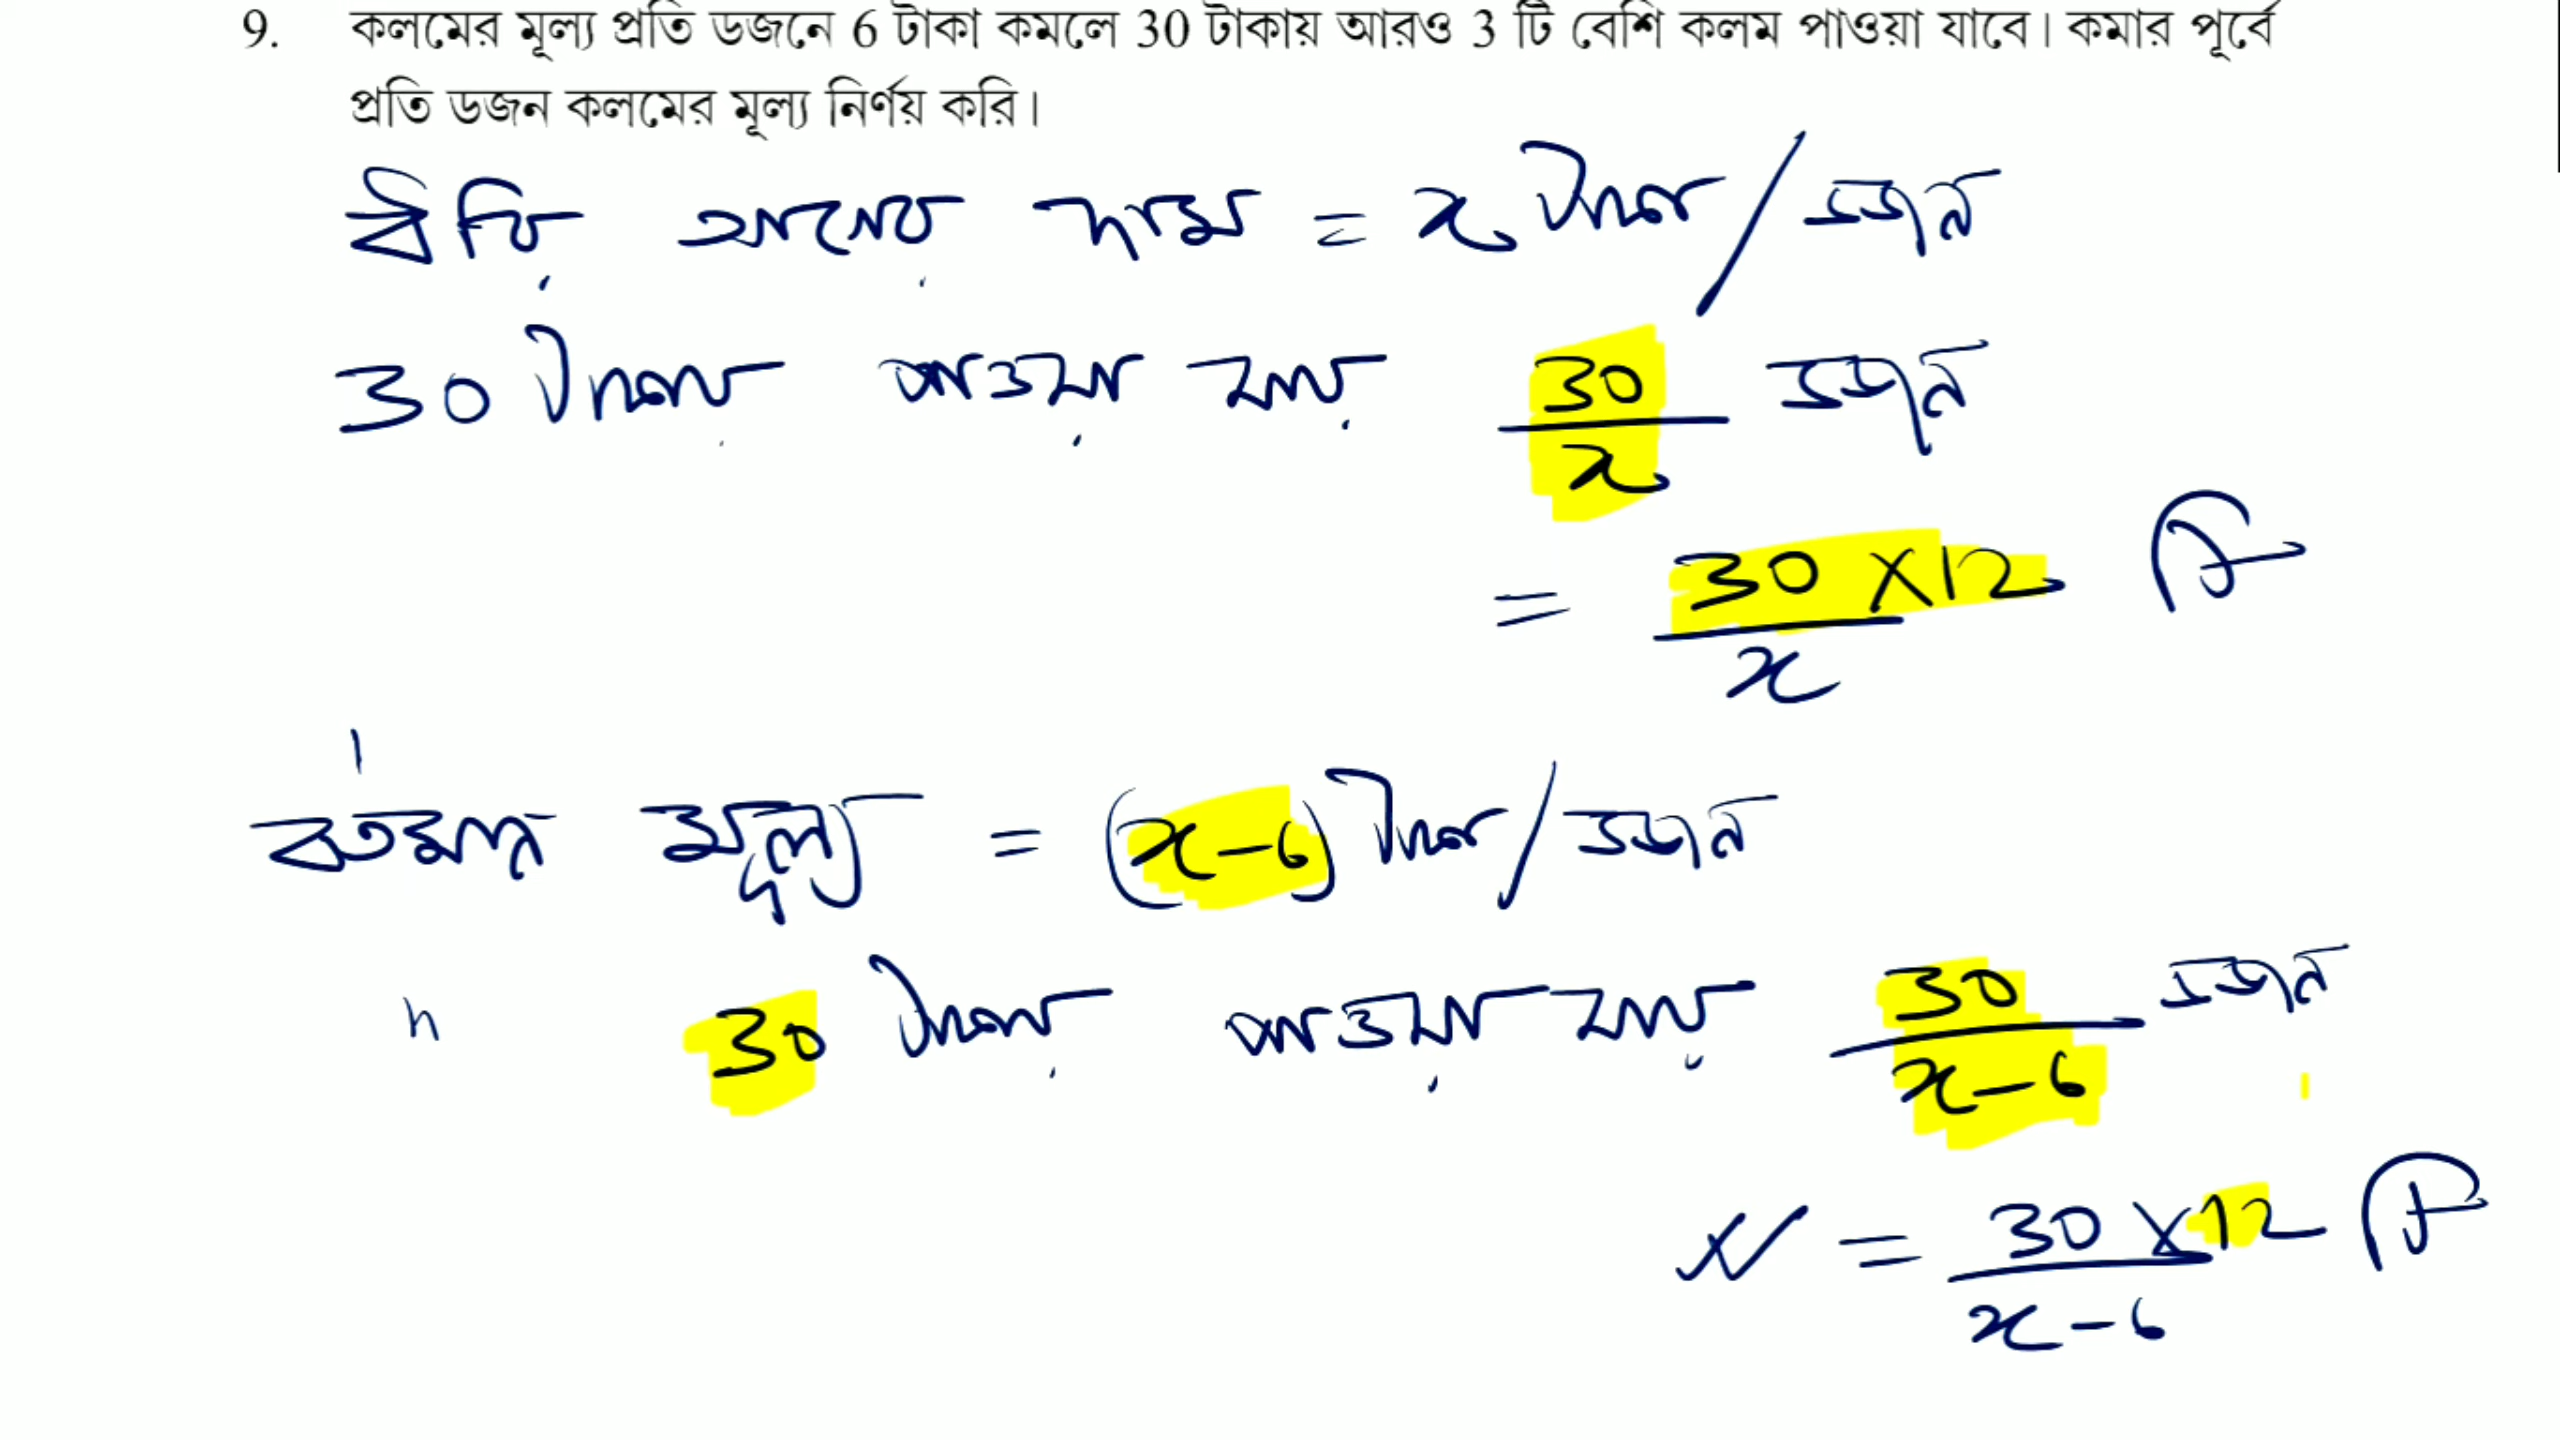 9. কলমের মূল্য প্রতি ডজনে 6 টাকা কমলে 30 টাকায় আরও 3 টি বেশি কলম পাওয়া যাবে। কমার পূর্বে
প্রতি ডজন কলমের মূল্য নির্ণয় করি।
ধরি আগের দাম = x টাকা / ডজন
30 টাকায় পাওয়া যায় 30/x ডজন
= 30 × 12 / x টি
বর্তমান মূল্য = (x – 6) টাকা / ডজন
" 30 টাকায় পাওয়া যায় 30/x – 6 ডজন
= 30 × 12 / x – 6 টি